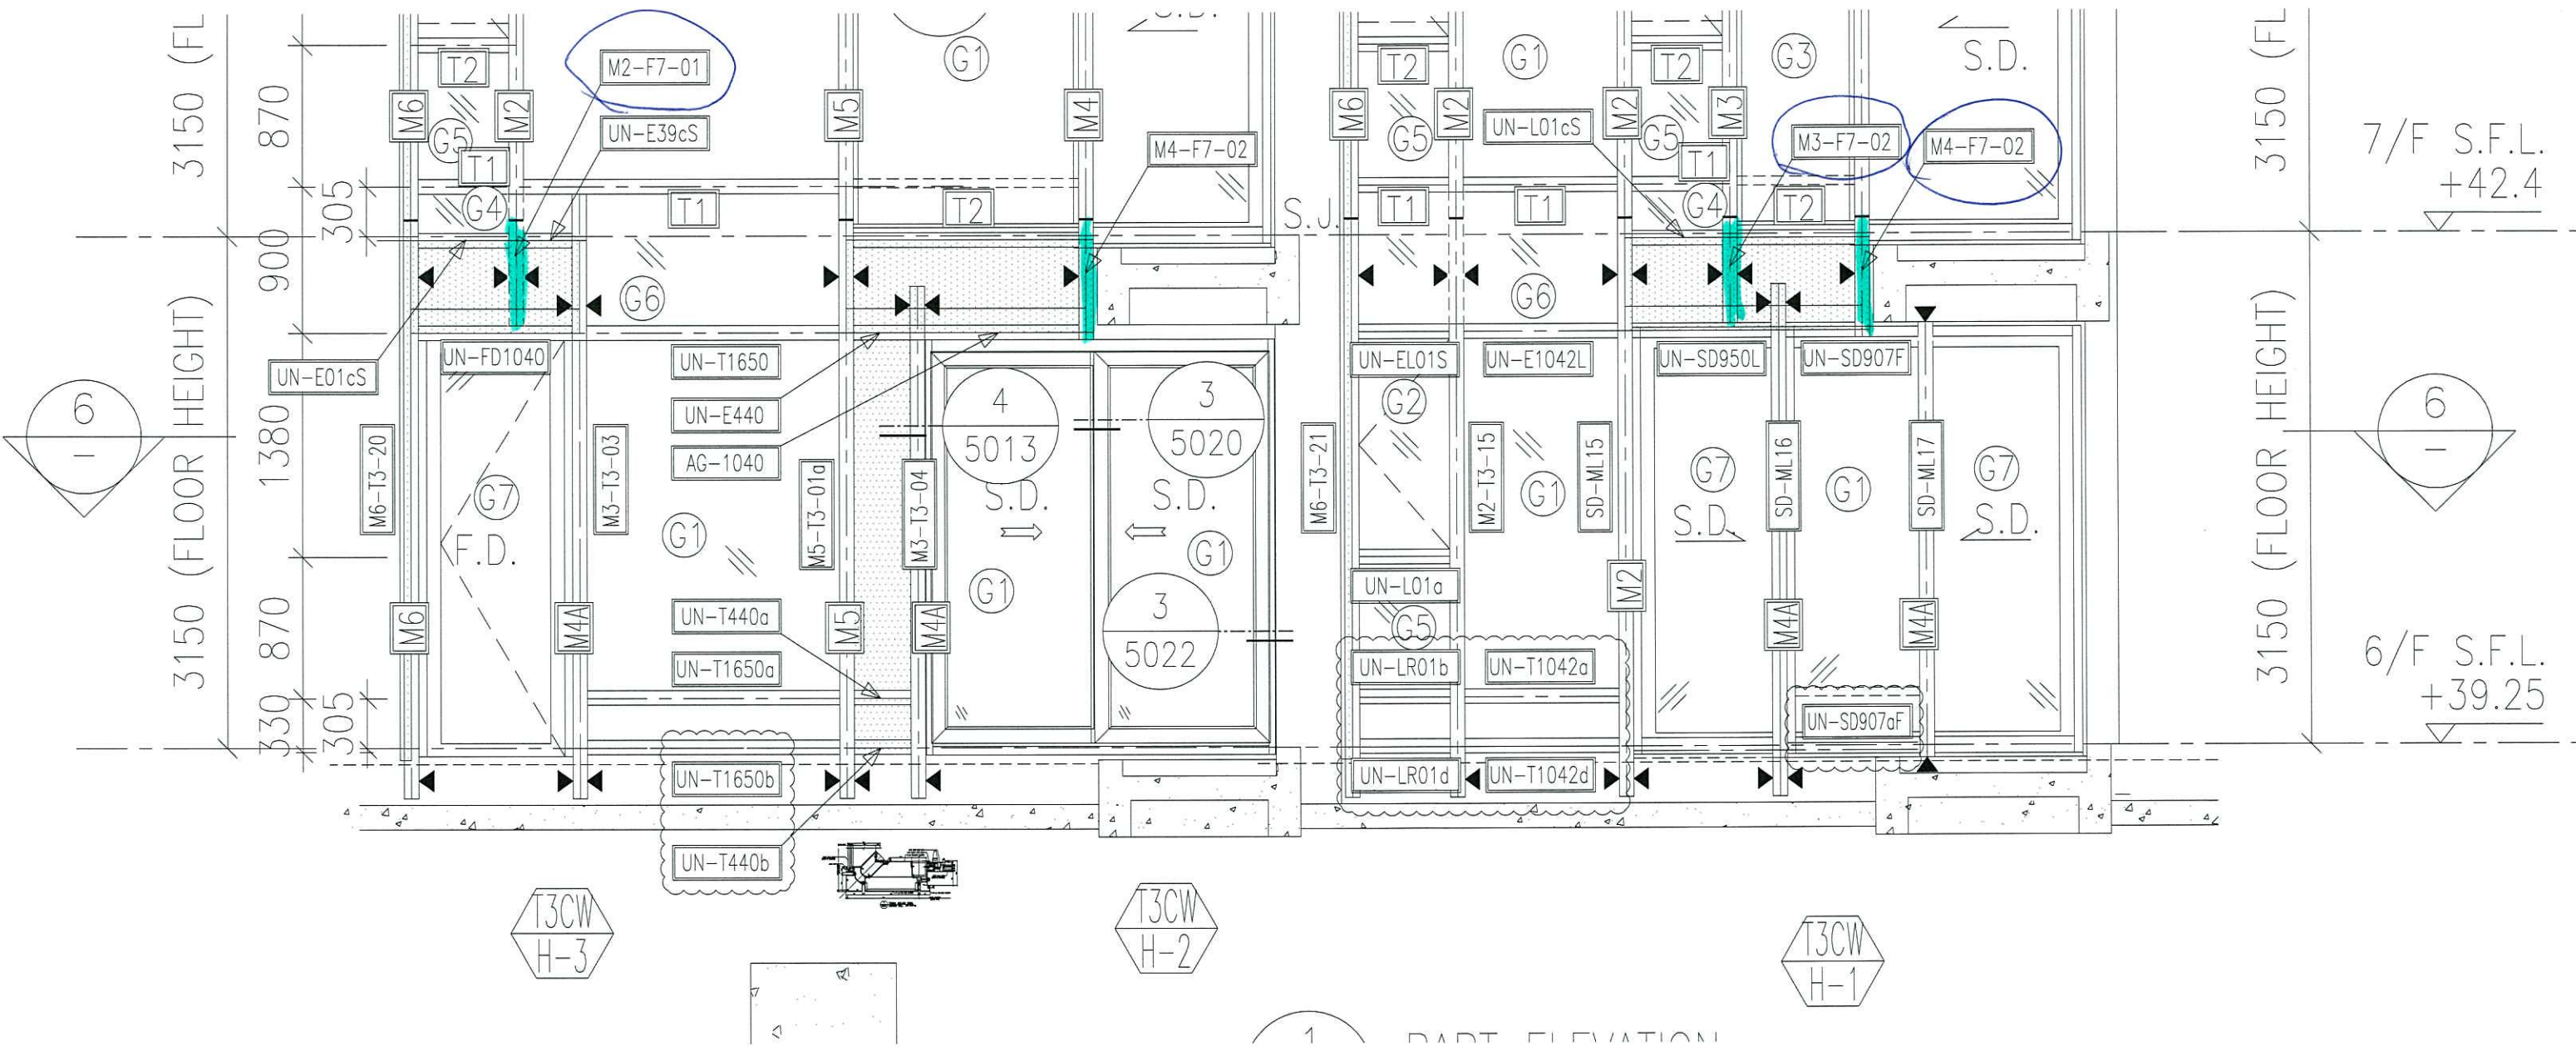 3150 (FL
870
305
900
3150 (FLOOR HEIGHT)
1380
870
330
305
M6
T2
M2
G5
T1
G4
M2-F7-01
UN-E39cS
T1
G6
M5
G1
T2
S.D.
M4
M4-F7-02
S.J.
M6
T2
G5
T1
M2
G1
T1
G6
UN-L01cS
M2
T2
G5
T1
G4
M3
G3
T2
M3-F7-02
M4-F7-02
S.D.
3150 (FL
7/F S.F.L.
+42.4
UN-E01cS
UN-FD1040
UN-T1650
UN-E440
AG-1040
UN-EL01S
UN-E1042L
UN-SD950L
UN-SD907F
6
–
M6-T3-20
G7
F.D.
M3-T3-03
G1
M5-T3-01a
M3-T3-04
4
5013
S.D.
G1
3
5020
S.D.
G1
3
5022
M6-T3-21
G2
M2-T3-15
G1
SD-ML15
G7
S.D.
SD-ML16
G1
SD-ML17
G7
S.D.
3150 (FLOOR HEIGHT)
6
–
M6
M4A
UN-T440a
UN-T1650a
M5
M4A
UN-L01a
G5
UN-LR01b
UN-T1042a
M2
M4A
M4A
UN-SD907aF
6/F S.F.L.
+39.25
UN-T1650b
UN-T440b
UN-LR01d
UN-T1042d
T3CW
H-3
T3CW
H-2
T3CW
H-1
1
PART ELEVATION